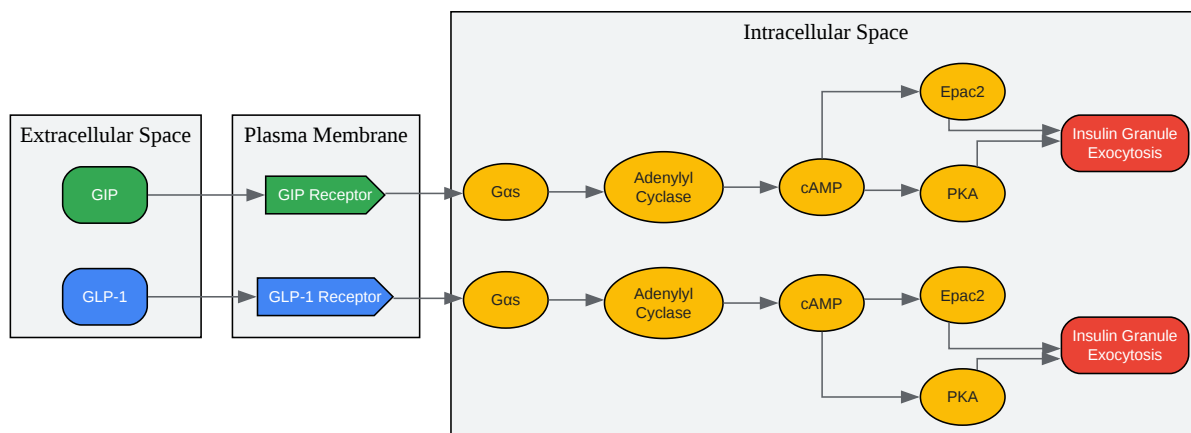 Intracellular Space
Extracellular Space
Plasma Membrane
GIP
GIP Receptor
Gαs
Adenylyl
Cyclase
cAMP
Epac2
PKA
Insulin Granule
Exocytosis
GLP-1
GLP-1 Receptor
Gαs
Adenylyl
Cyclase
cAMP
Epac2
PKA
Insulin Granule
Exocytosis